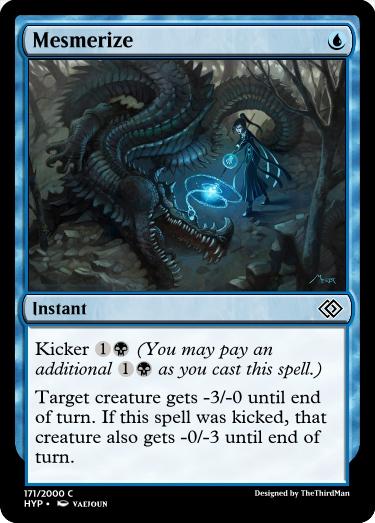 Mesmerize
Instant
Kicker 1 (You may pay an
additional 1 as you cast this spell.)
Target creature gets -3/-0 until end
of turn. If this spell was kicked, that
creature also gets -0/-3 until end of
turn.
171/2000 C
Designed by TheThirdMan
HYP • VAEJOUN